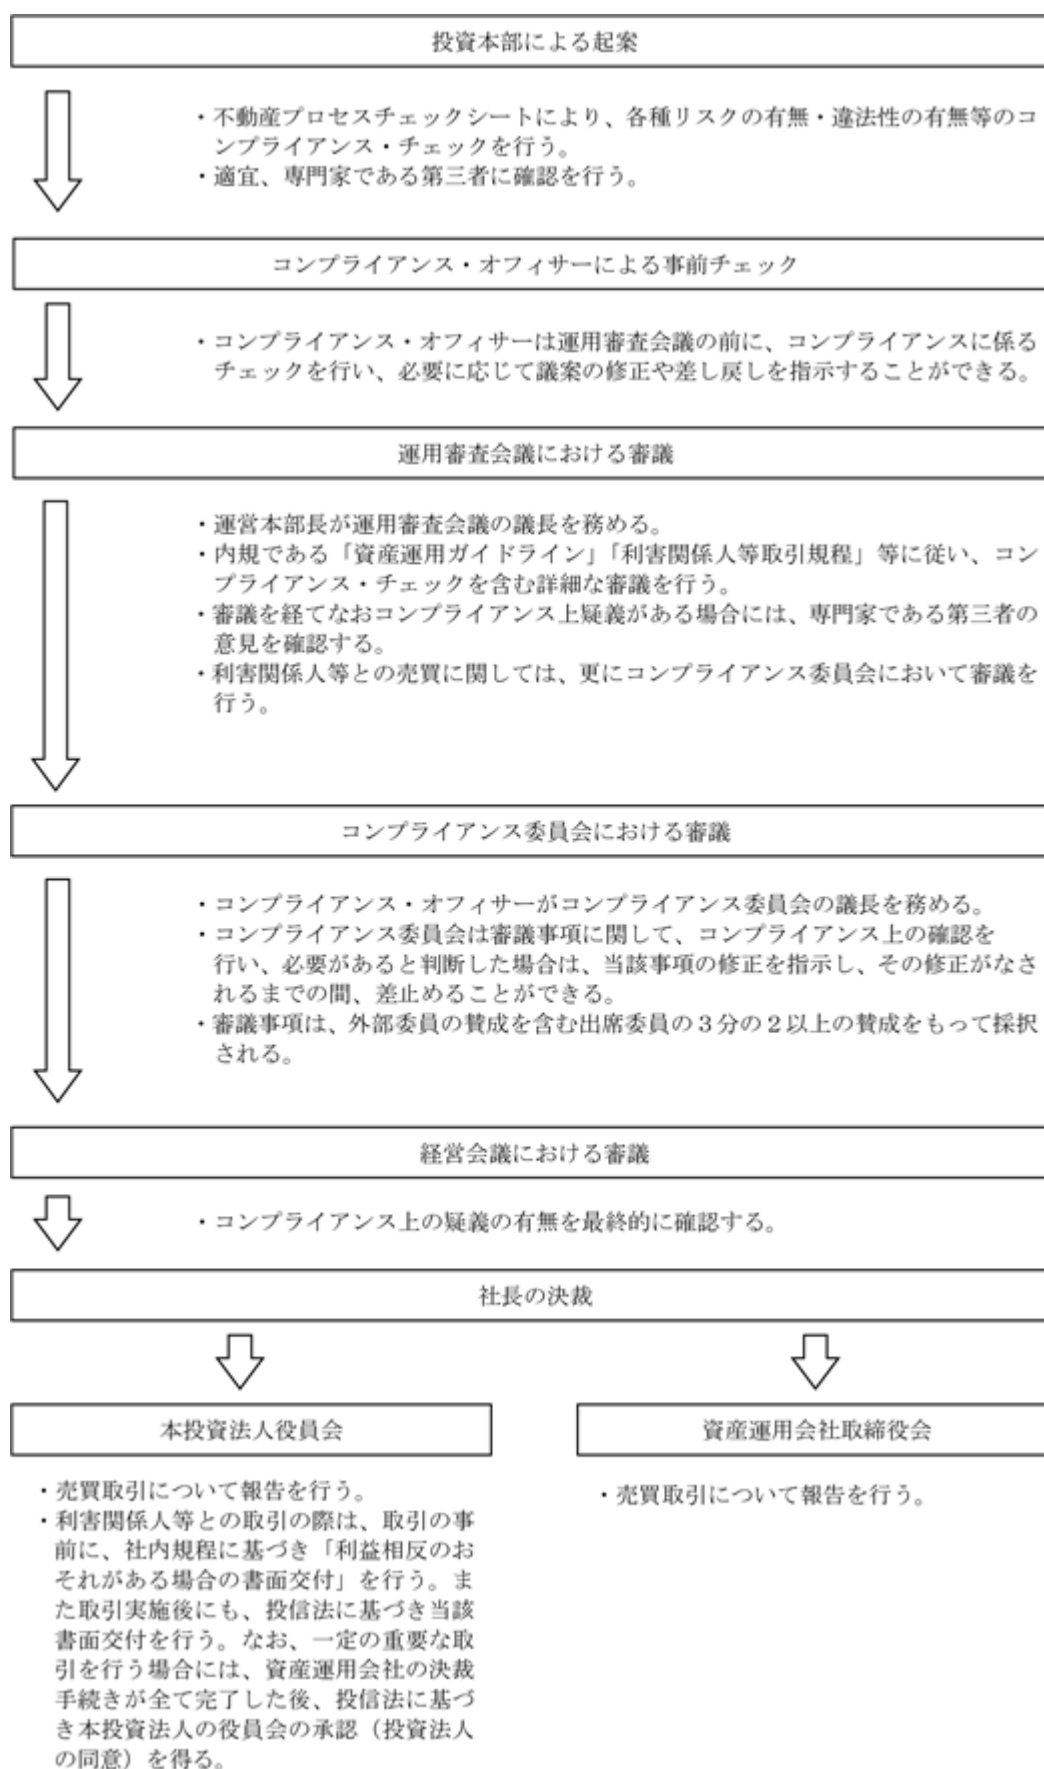 投資本部による起案
・不動産プロセスチェックシートにより、各種リスクの有無・違法性の有無等のコ
ンプライアンス・チェックを行う。
・適宜、専門家である第三者に確認を行う。
コンプライアンス・オフィサーによる事前チェック
・コンプライアンス・オフィサーは運用審査会議の前に、コンプライアンスに係る
チェックを行い、必要に応じて議案の修正や差し戻しを指示することができる。
運用審査会議における審議
・運営本部長が運用審査会議の議長を務める。
・内規である「資産運用ガイドライン」「利害関係人等取引規程」等に従い、コン
プライアンス・チェックを含む詳細な審議を行う。
・審議を経てなおコンプライアンス上疑義がある場合には、専門家である第三者の
意見を確認する。
・利害関係人等との売買に関しては、更にコンプライアンス委員会において審議を
行う。
コンプライアンス委員会における審議
・コンプライアンス・オフィサーがコンプライアンス委員会の議長を務める。
・コンプライアンス委員会は審議事項に関して、コンプライアンス上の確認を
行い、必要があると判断した場合は、当該事項の修正を指示し、その修正がなさ
れるまでの間、差止めることができる。
・審議事項は、外部委員の賛成を含む出席委員の３分の２以上の賛成をもって採択
される。
経営会議における審議
・コンプライアンス上の疑義の有無を最終的に確認する。
社長の決裁
本投資法人役員会
資産運用会社取締役会
・売買取引について報告を行う。
・利害関係人等との取引の際は、取引の事
前に、社内規程に基づき「利益相反のお
それがある場合の書面交付」を行う。ま
た取引実施後にも、投信法に基づき当該
書面交付を行う。なお、一定の重要な取
引を行う場合には、資産運用会社の決裁
手続きが全て完了した後、投信法に基づ
き本投資法人の役員会の承認（投資法人
の同意）を得る。
・売買取引について報告を行う。